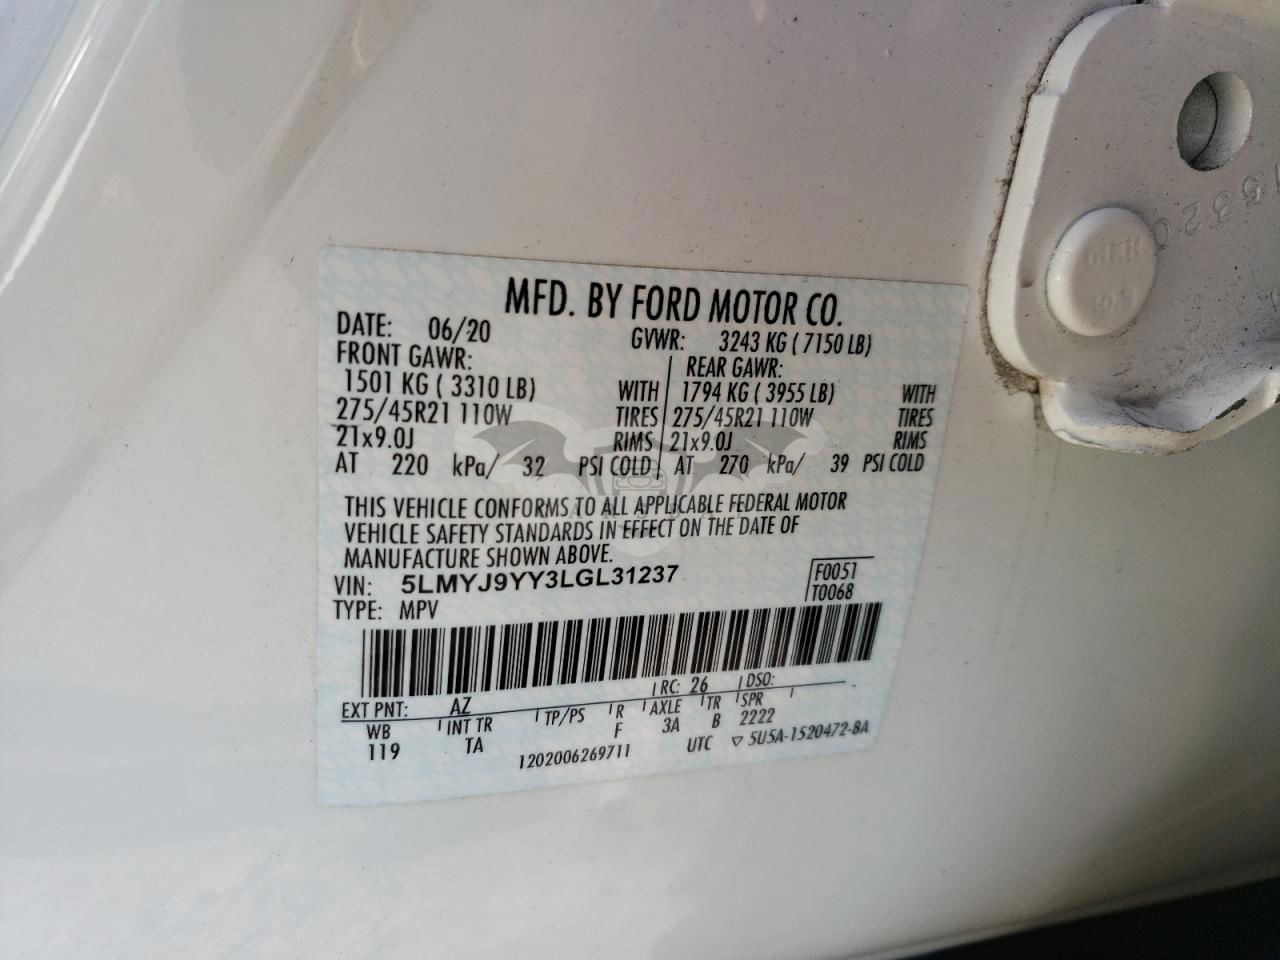 MFD. BY FORD MOTOR CO.
DATE: 06/20 GVWR: 3243 KG ( 7150 LB)
FRONT GAWR: REAR GAWR:
1501 KG ( 3310 LB) WITH 1794 KG ( 3955 LB) WITH
275/45R21 110W TIRES 275/45R21 110W TIRES
21x9.0J RIMS 21x9.0J RIMS
AT 220 kPa/ 32 PSI COLD AT 270 kPa/ 39 PSI COLD
THIS VEHICLE CONFORMS TO ALL APPLICABLE FEDERAL MOTOR
VEHICLE SAFETY STANDARDS IN EFFECT ON THE DATE OF
MANUFACTURE SHOWN ABOVE.
VIN: 5LMYJ9YY3LGL31237 F0051
TYPE: MPV T0068
EXT PNT: AZ RC: 26 DSO:
WB INT TR TP/PS R AXLE TR SPR
119 TA F 3A B 2222
1202006269711 UTC ▽ 5U5A-1520472-BA